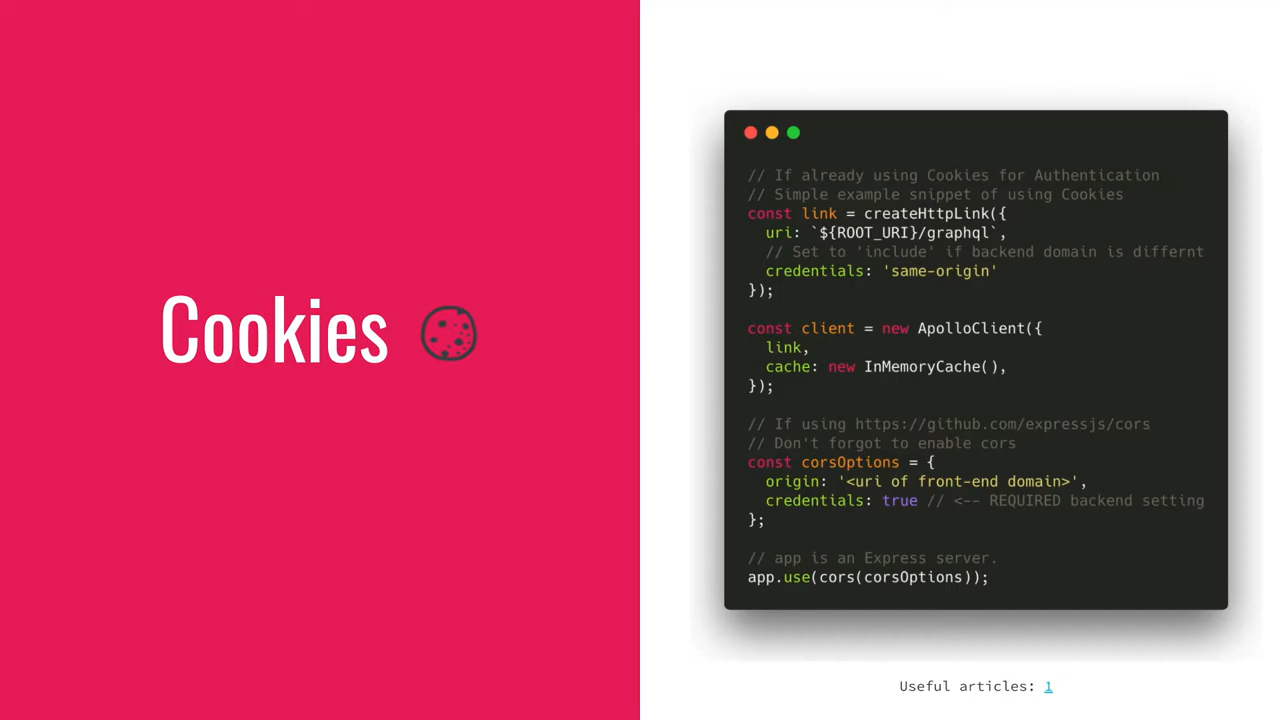 Cookies
// If already using Cookies for Authentication
// Simple example snippet of using Cookies
const link = createHttpLink({
  uri: `${ROOT_URI}/graphql`,
  // Set to 'include' if backend domain is differnt
  credentials: 'same-origin'
});

const client = new ApolloClient({
  link,
  cache: new InMemoryCache(),
});

// If using https://github.com/expressjs/cors
// Don't forgot to enable cors
const corsOptions = {
  origin: '<uri of front-end domain>',
  credentials: true // <-- REQUIRED backend setting
};

// app is an Express server.
app.use(cors(corsOptions));
Useful articles: 1